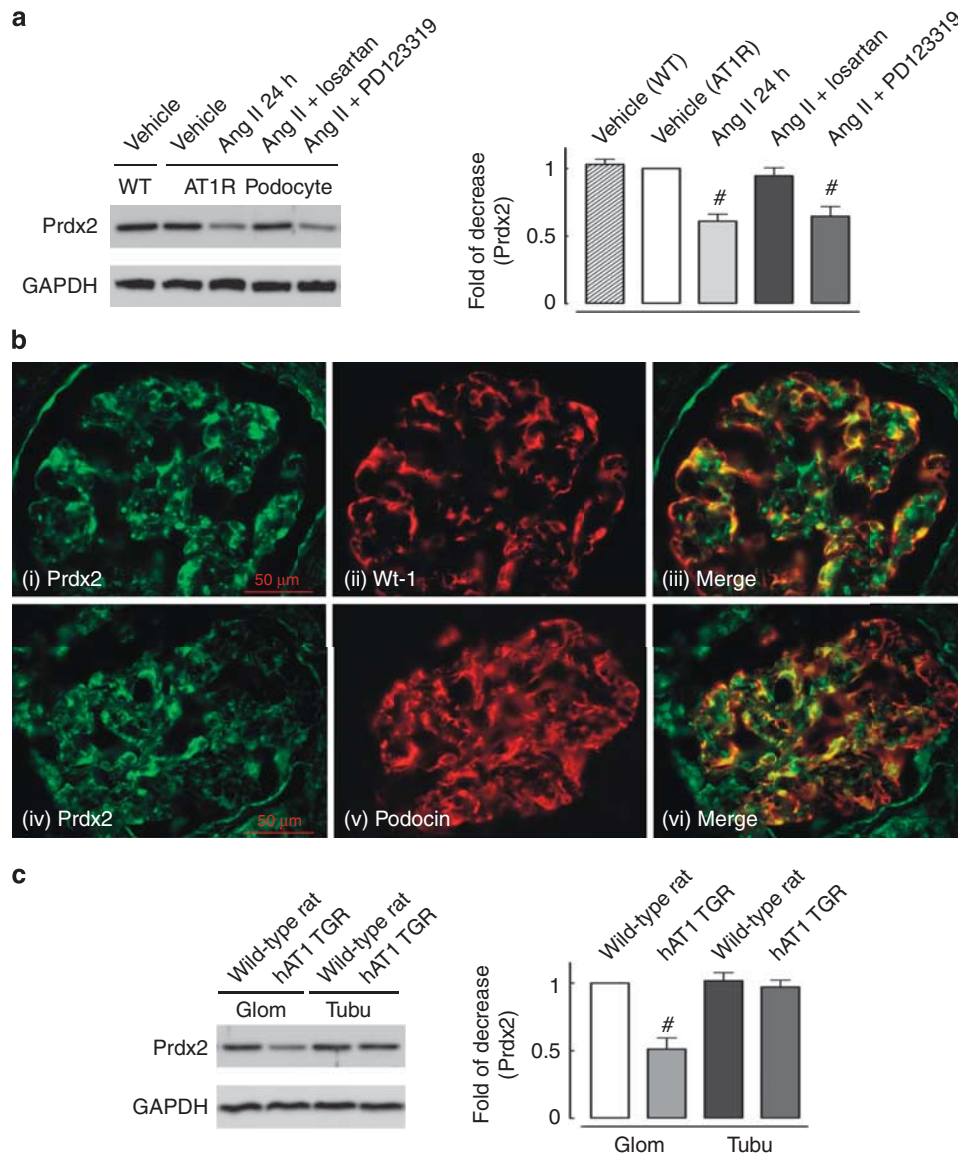 a
Vehicle
Vehicle
Ang II 24 h
Ang II + losartan
Ang II + PD123319
WT
AT1R Podocyte
Prdx2
GAPDH
Vehicle (WT)
Vehicle (AT1R)
Ang II 24 h
Ang II + losartan
Ang II + PD123319
Fold of decrease
(Prdx2)
1
0.5
0
#
#
b
(i) Prdx2
50 μm
(ii) Wt-1
(iii) Merge
(iv) Prdx2
50 μm
(v) Podocin
(vi) Merge
c
Wild-type rat
hAT1 TGR
Wild-type rat
hAT1 TGR
Glom
Tubu
Prdx2
GAPDH
Wild-type rat
hAT1 TGR
Wild-type rat
hAT1 TGR
Fold of decrease
(Prdx2)
1
0.5
0
#
Glom
Tubu